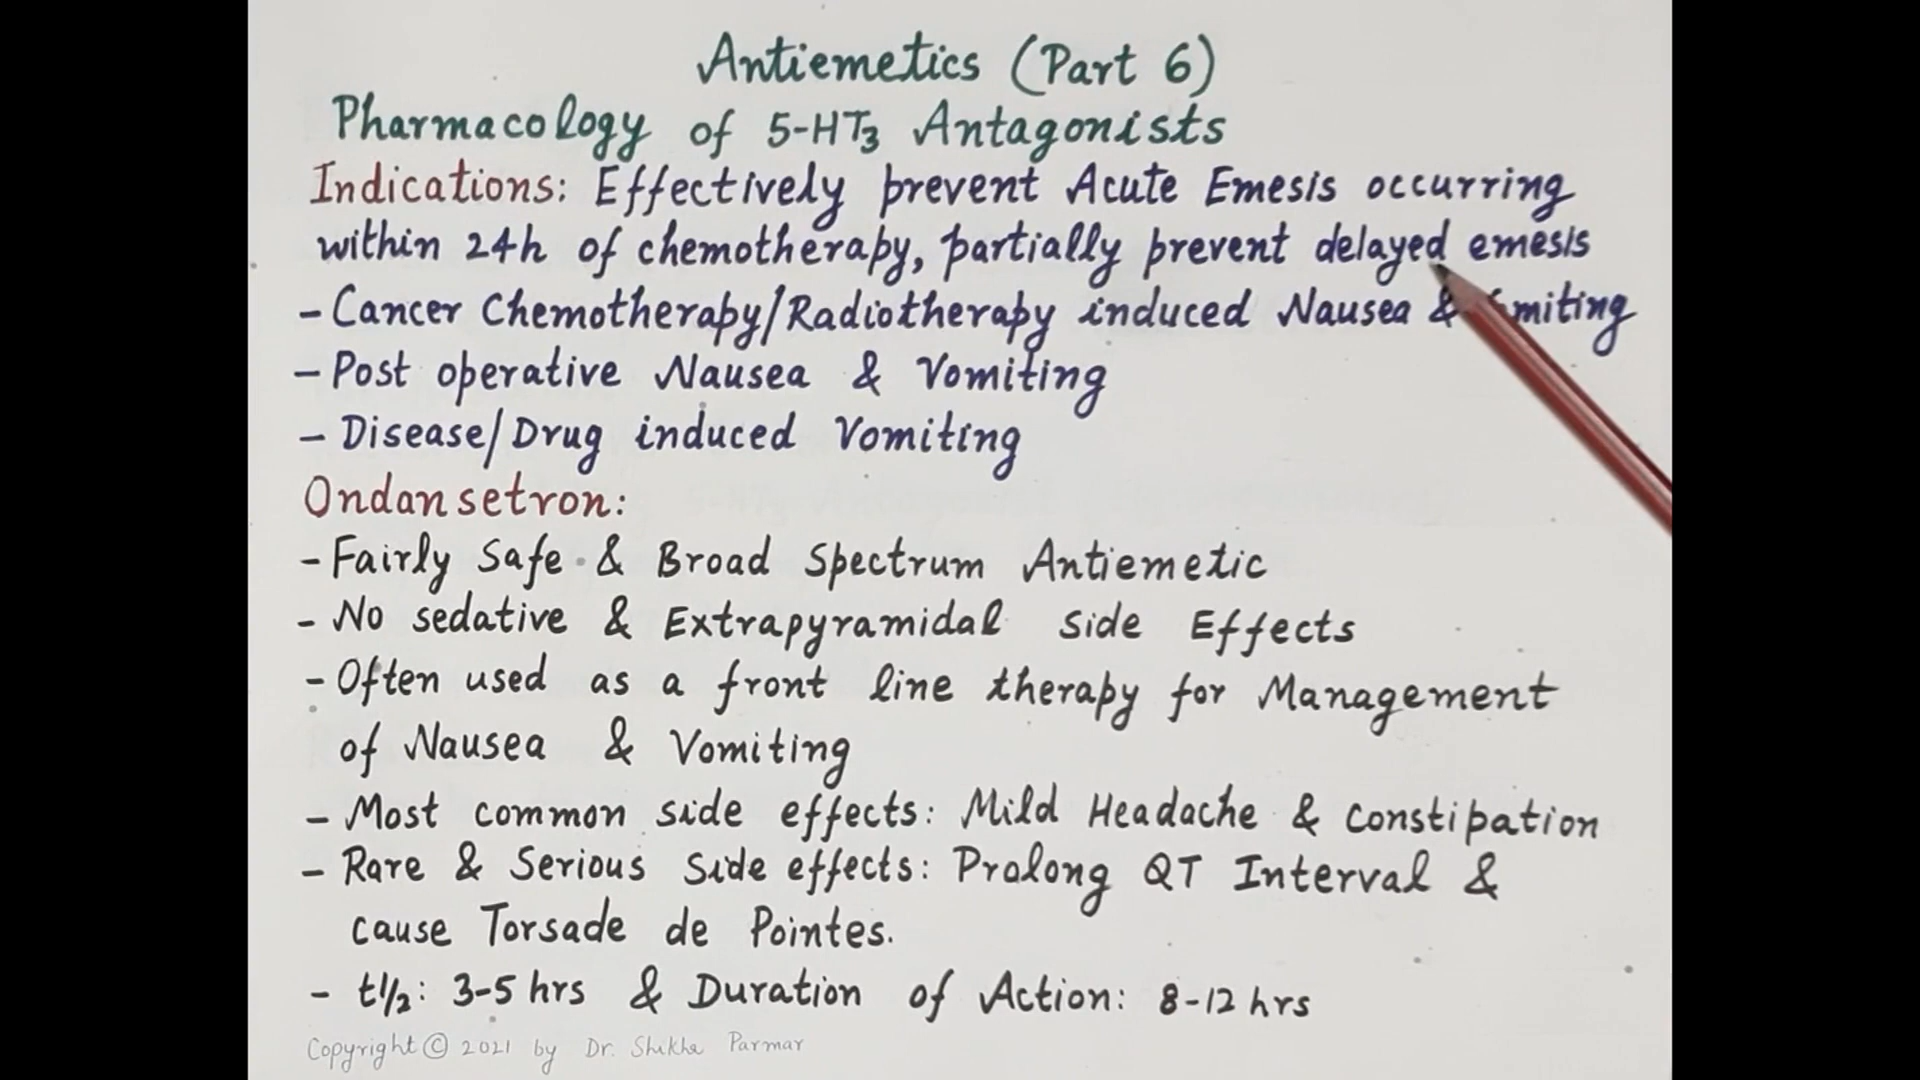 Antiemetics (Part 6)
Pharmacology of 5-HT3 Antagonists
Indications: Effectively prevent Acute Emesis occurring
within 24h of chemotherapy, partially prevent delayed emesis
- Cancer Chemotherapy/Radiotherapy induced Nausea & miting
- Post operative Nausea & Vomiting
- Disease/Drug induced Vomiting
Ondansetron:
- Fairly Safe & Broad Spectrum Antiemetic
- No sedative & Extrapyramidal Side Effects
- Often used as a front line therapy for Management
of Nausea & Vomiting
- Most common side effects: Mild Headache & constipation
- Rare & Serious Side effects: Prolong QT Interval &
cause Torsade de Pointes.
- t1/2: 3-5 hrs & Duration of Action: 8-12 hrs
Copyright © 2021 by Dr. Shikha Parmar